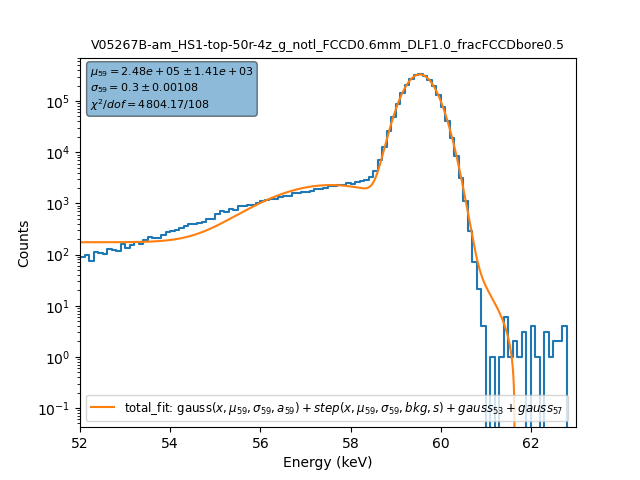 V05267B-am_HS1-top-50r-4z_g_notl_FCCD0.6mm_DLF1.0_fracFCCDbore0.5
μ₅₉ = 2.48e + 05 ± 1.41e + 03
σ₅₉ = 0.3 ± 0.00108
χ²/dof = 4804.17/108
Counts
10⁵
10⁴
10³
10²
10¹
10⁰
10⁻¹
total_fit: gauss(x, μ₅₉, σ₅₉, a₅₉) + step(x, μ₅₉, σ₅₉, bkg, s) + gauss₅₃ + gauss₅₇
52 54 56 58 60 62
Energy (keV)